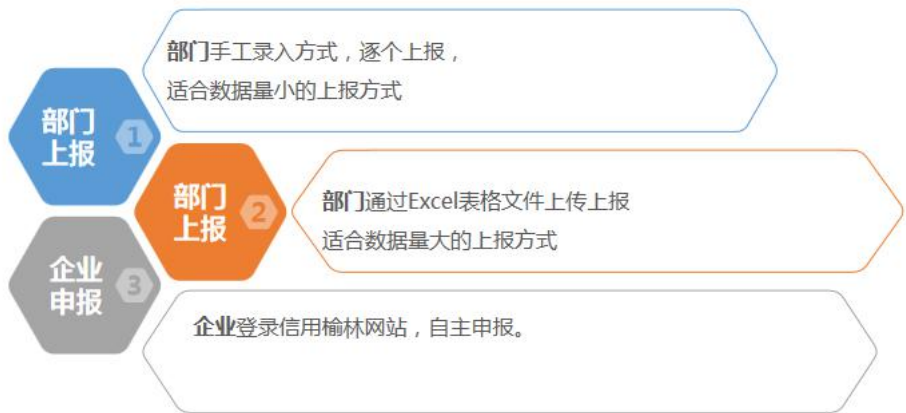 部门手工录入方式，逐个上报，
适合数据量小的上报方式
部门
上报
1
部门
上报
2
部门通过Excel表格文件上传上报
适合数据量大的上报方式
企业
申报
3
企业登录信用榆林网站，自主申报。